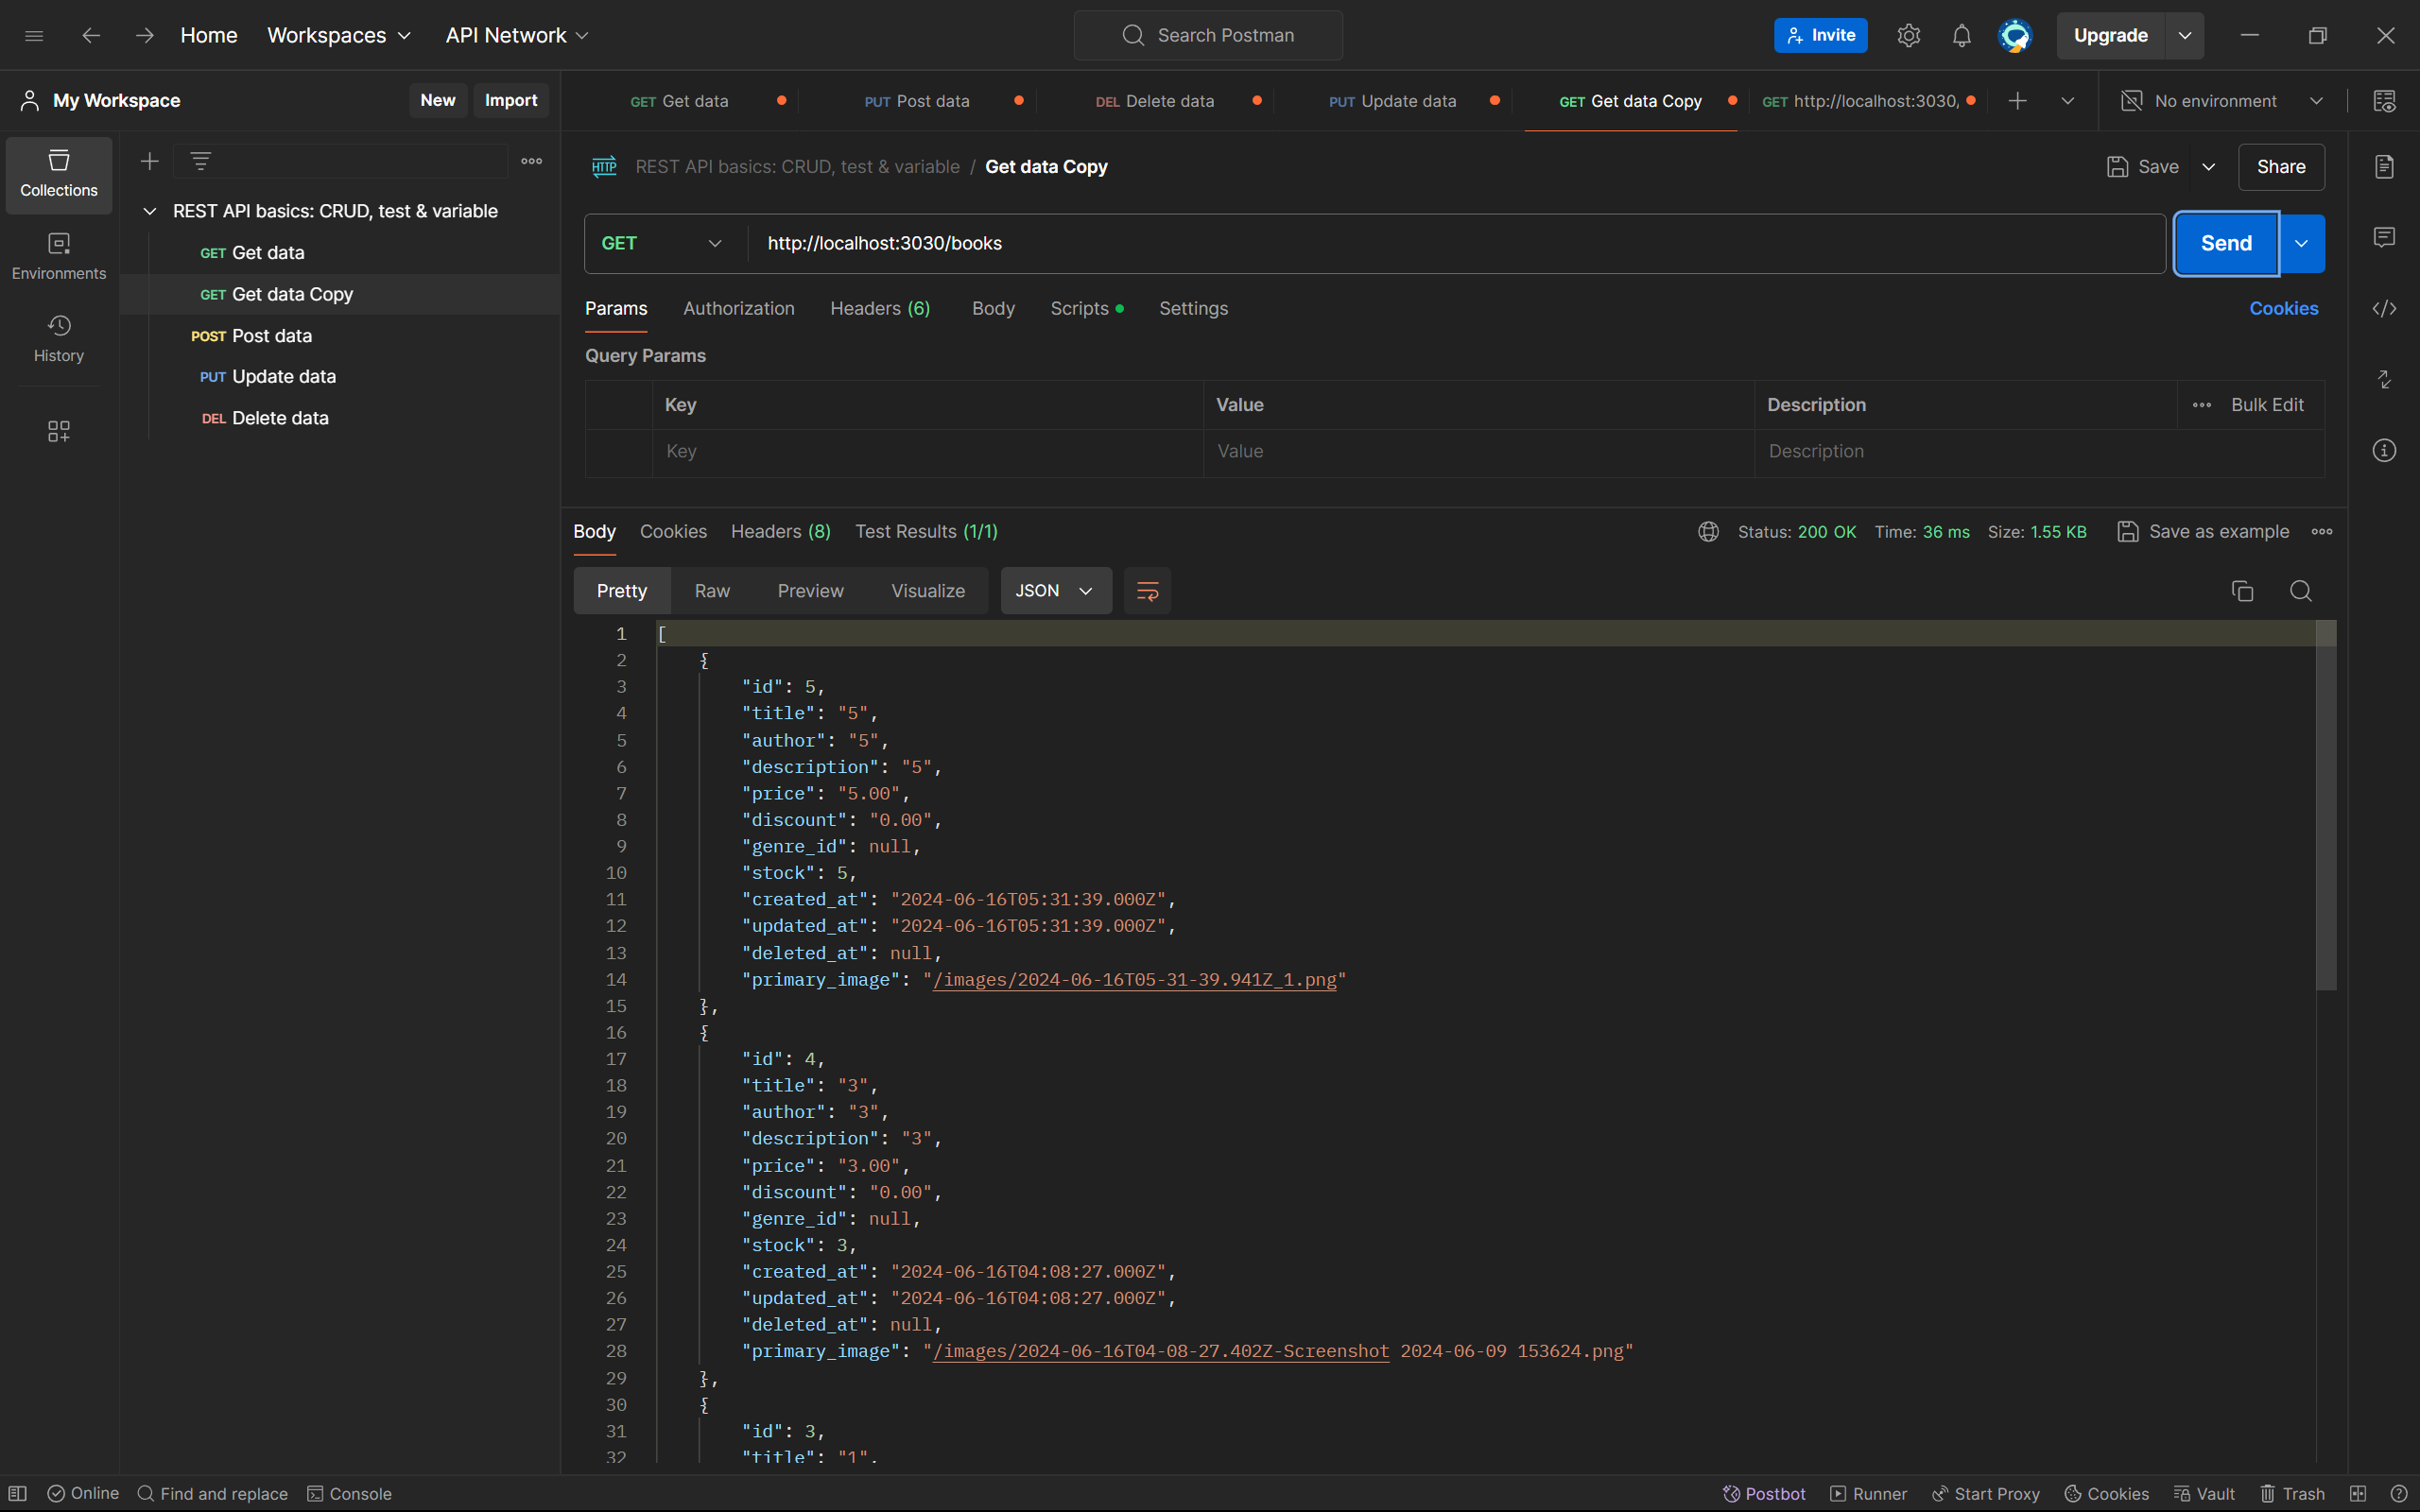 Home Workspaces API Network Search Postman Invite Upgrade
My Workspace New Import GET Get data PUT Post data DEL Delete data PUT Update data GET Get data Copy GET http://localhost:3030/ No environment
Collections
Environments
History
REST API basics: CRUD, test & variable
GET Get data
GET Get data Copy
POST Post data
PUT Update data
DEL Delete data
HTTP REST API basics: CRUD, test & variable / Get data Copy Save Share
GET http://localhost:3030/books Send
Params Authorization Headers (6) Body Scripts Settings Cookies
Query Params
Key Value Description Bulk Edit
Key Value Description
Body Cookies Headers (8) Test Results (1/1) Status: 200 OK Time: 36 ms Size: 1.55 KB Save as example
Pretty Raw Preview Visualize JSON
1 [
2 {
3 "id": 5,
4 "title": "5",
5 "author": "5",
6 "description": "5",
7 "price": "5.00",
8 "discount": "0.00",
9 "genre_id": null,
10 "stock": 5,
11 "created_at": "2024-06-16T05:31:39.000Z",
12 "updated_at": "2024-06-16T05:31:39.000Z",
13 "deleted_at": null,
14 "primary_image": "/images/2024-06-16T05-31-39.941Z_1.png"
15 },
16 {
17 "id": 4,
18 "title": "3",
19 "author": "3",
20 "description": "3",
21 "price": "3.00",
22 "discount": "0.00",
23 "genre_id": null,
24 "stock": 3,
25 "created_at": "2024-06-16T04:08:27.000Z",
26 "updated_at": "2024-06-16T04:08:27.000Z",
27 "deleted_at": null,
28 "primary_image": "/images/2024-06-16T04-08-27.402Z-Screenshot 2024-06-09 153624.png"
29 },
30 {
31 "id": 3,
32 "title": "1",
Online Find and replace Console Postbot Runner Start Proxy Cookies Vault Trash